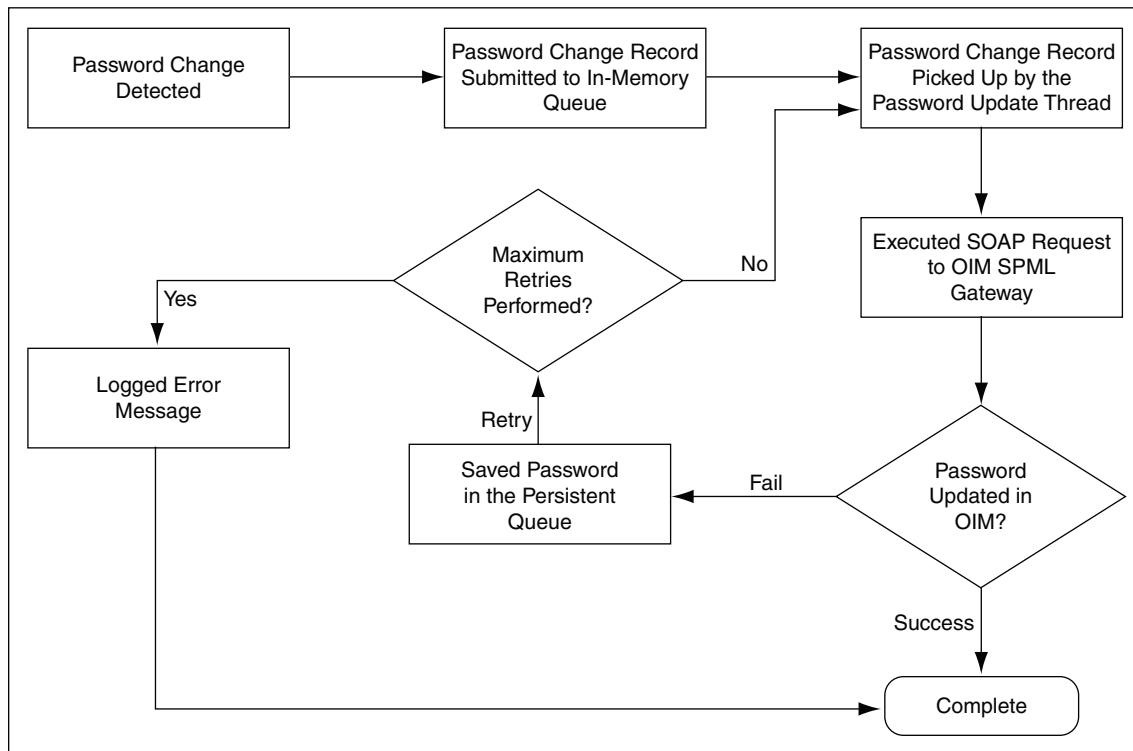 Password Change
Detected
Password Change Record
Submitted to In-Memory
Queue
Password Change Record
Picked Up by the
Password Update Thread
Maximum
Retries
Performed?
No
Yes
Executed SOAP Request
to OIM SPML
Gateway
Logged Error
Message
Retry
Saved Password
in the Persistent
Queue
Fail
Password
Updated in
OIM?
Success
Complete